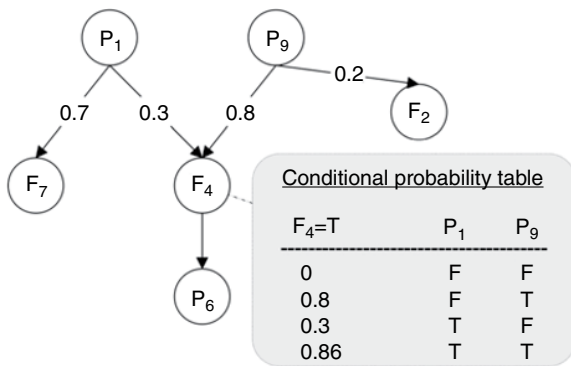 P1 P9
0.2
F2
0.7 0.3 0.8
F7 F4
P6
Conditional probability table
F4=T P1 P9
0 F F
0.8 F T
0.3 T F
0.86 T T